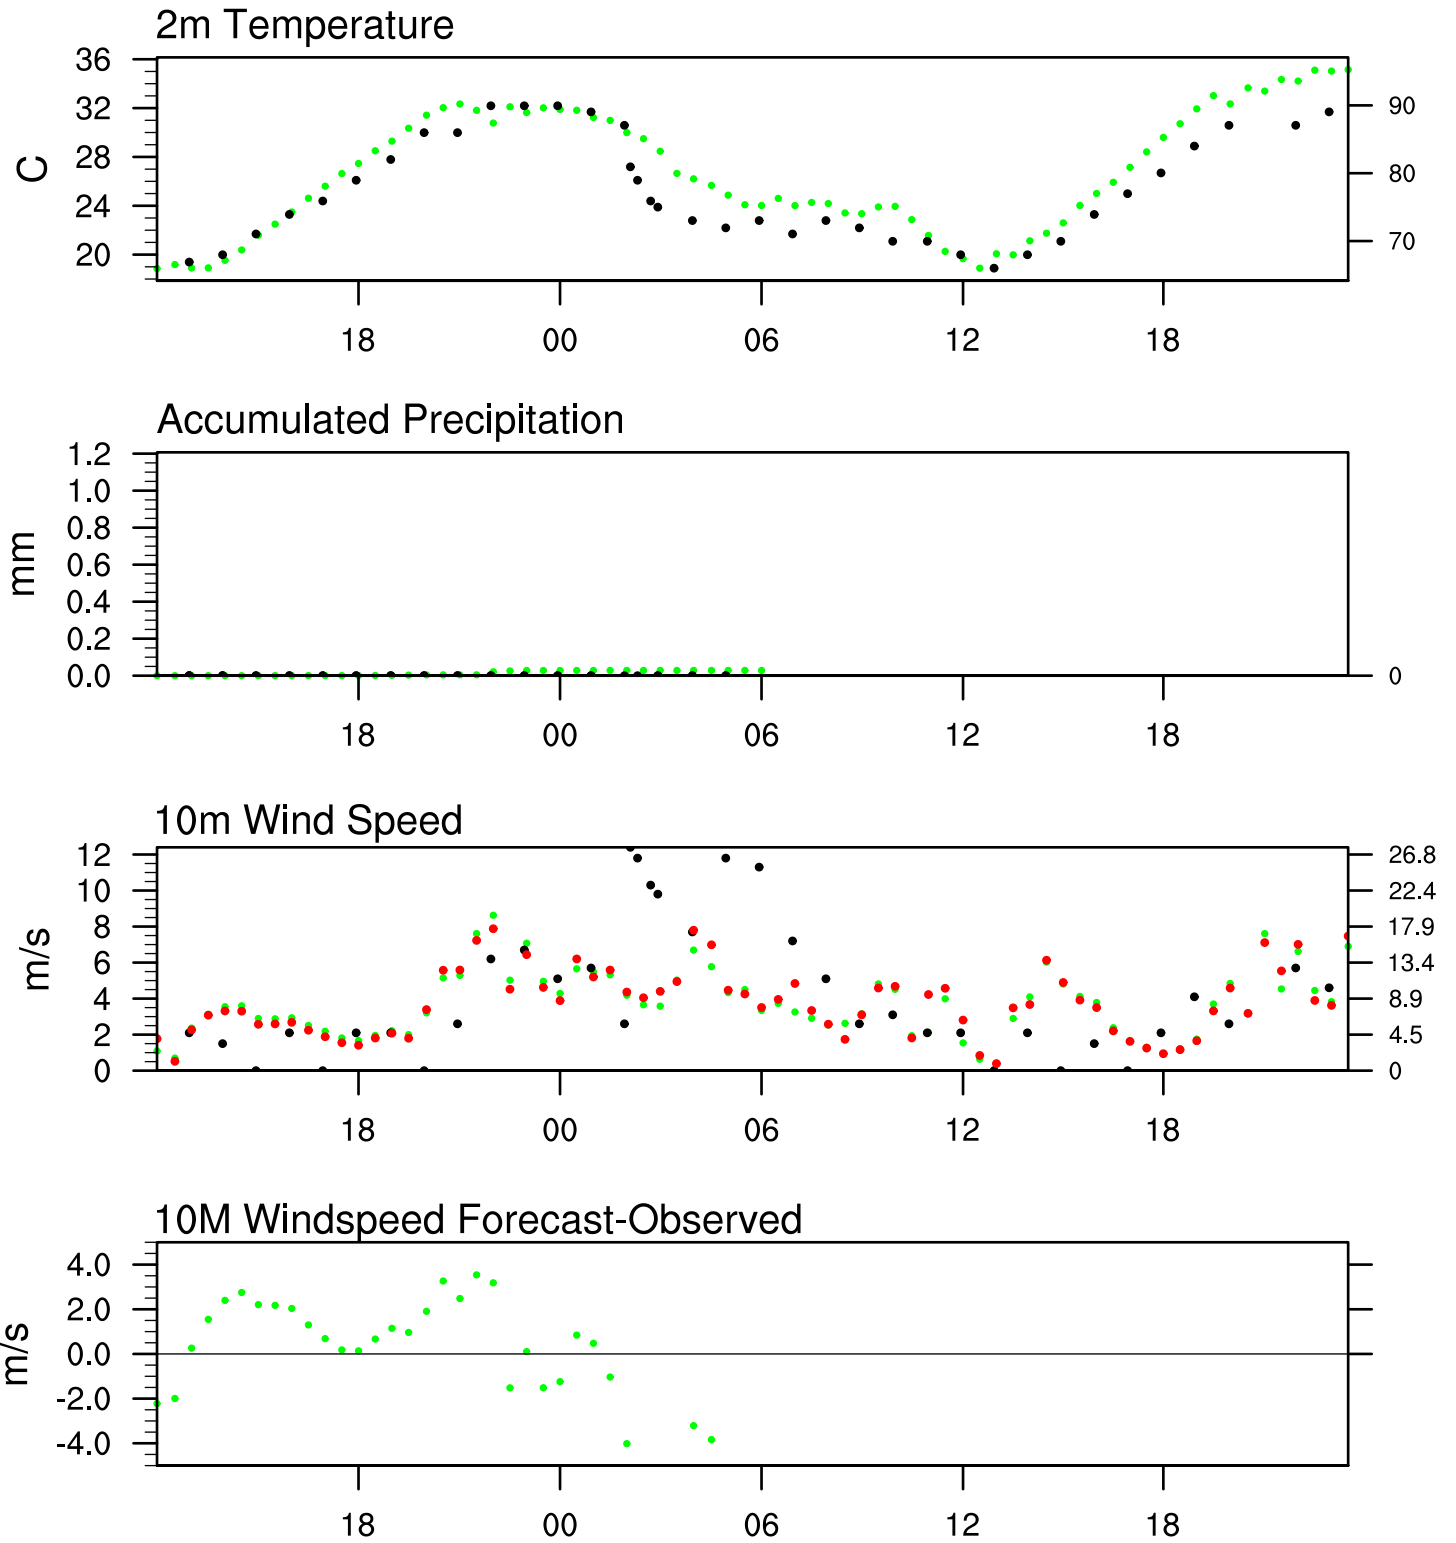 2m Temperature
36
32
28
24
20
C
90
80
70
18 00 06 12 18
Accumulated Precipitation
1.2
1.0
0.8
0.6
0.4
0.2
0.0
mm
0
18 00 06 12 18
10m Wind Speed
12
10
8
6
4
2
0
m/s
26.8
22.4
17.9
13.4
8.9
4.5
0
18 00 06 12 18
10M Windspeed Forecast-Observed
4.0
2.0
0.0
-2.0
-4.0
m/s
18 00 06 12 18